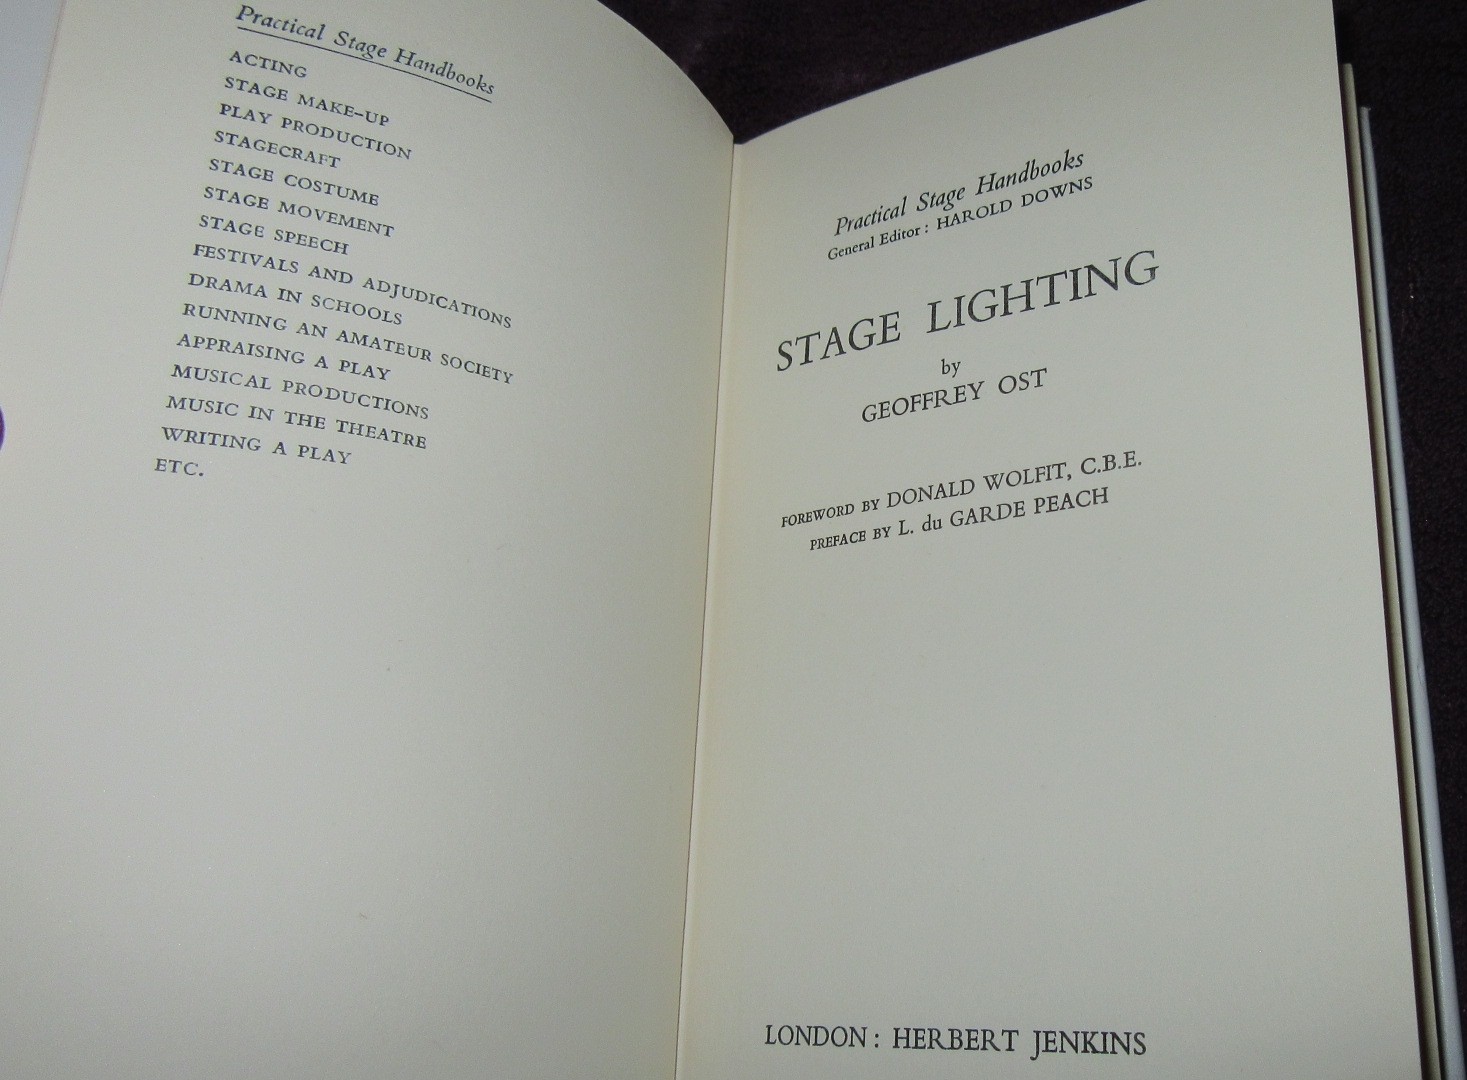 Practical Stage Handbooks
ACTING
STAGE MAKE-UP
PLAY PRODUCTION
STAGECRAFT
STAGE COSTUME
STAGE MOVEMENT
STAGE SPEECH
FESTIVALS AND ADJUDICATIONS
DRAMA IN SCHOOLS
RUNNING AN AMATEUR SOCIETY
APPRAISING A PLAY
MUSICAL PRODUCTIONS
MUSIC IN THE THEATRE
WRITING A PLAY
ETC.
Practical Stage Handbooks
General Editor: HAROLD DOWNS
STAGE LIGHTING
by
GEOFFREY OST
FOREWORD BY DONALD WOLFIT, C.B.E.
PREFACE BY L. du GARDE PEACH
LONDON: HERBERT JENKINS